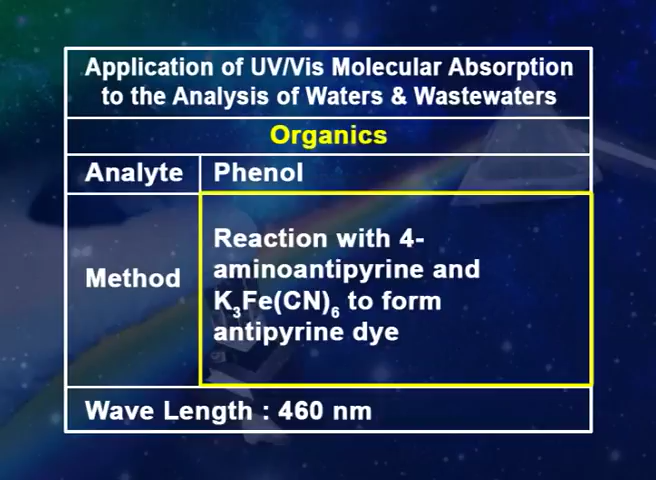 Application of UV/Vis Molecular Absorption
to the Analysis of Waters & Wastewaters
Organics
Analyte
Phenol
Method
Reaction with 4-
aminoantipyrine and
K₃Fe(CN)₆ to form
antipyrine dye
Wave Length : 460 nm